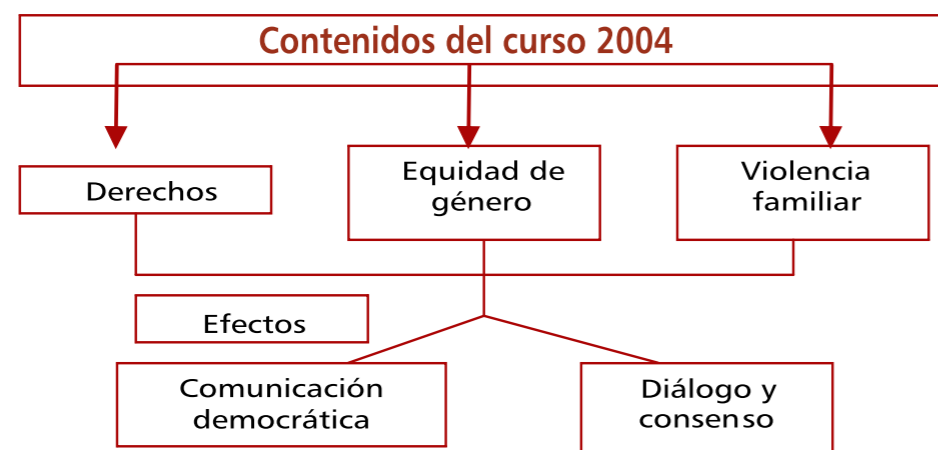 Contenidos del curso 2004
Derechos
Equidad de
género
Violencia
familiar
Efectos
Comunicación
democrática
Diálogo y
consenso